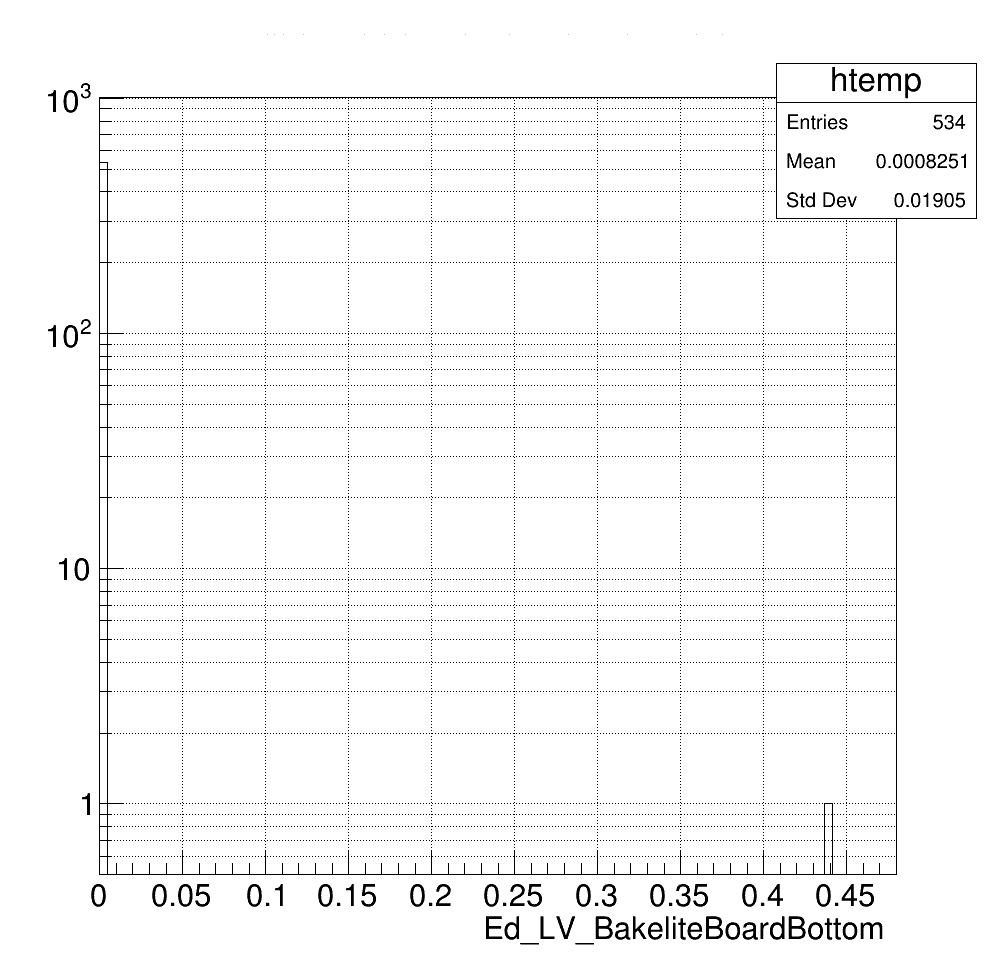 htemp
Entries 534
Mean 0.0008251
Std Dev 0.01905
10³
10²
10
1
0 0.05 0.1 0.15 0.2 0.25 0.3 0.35 0.4 0.45
Ed_LV_BakeliteBoardBottom